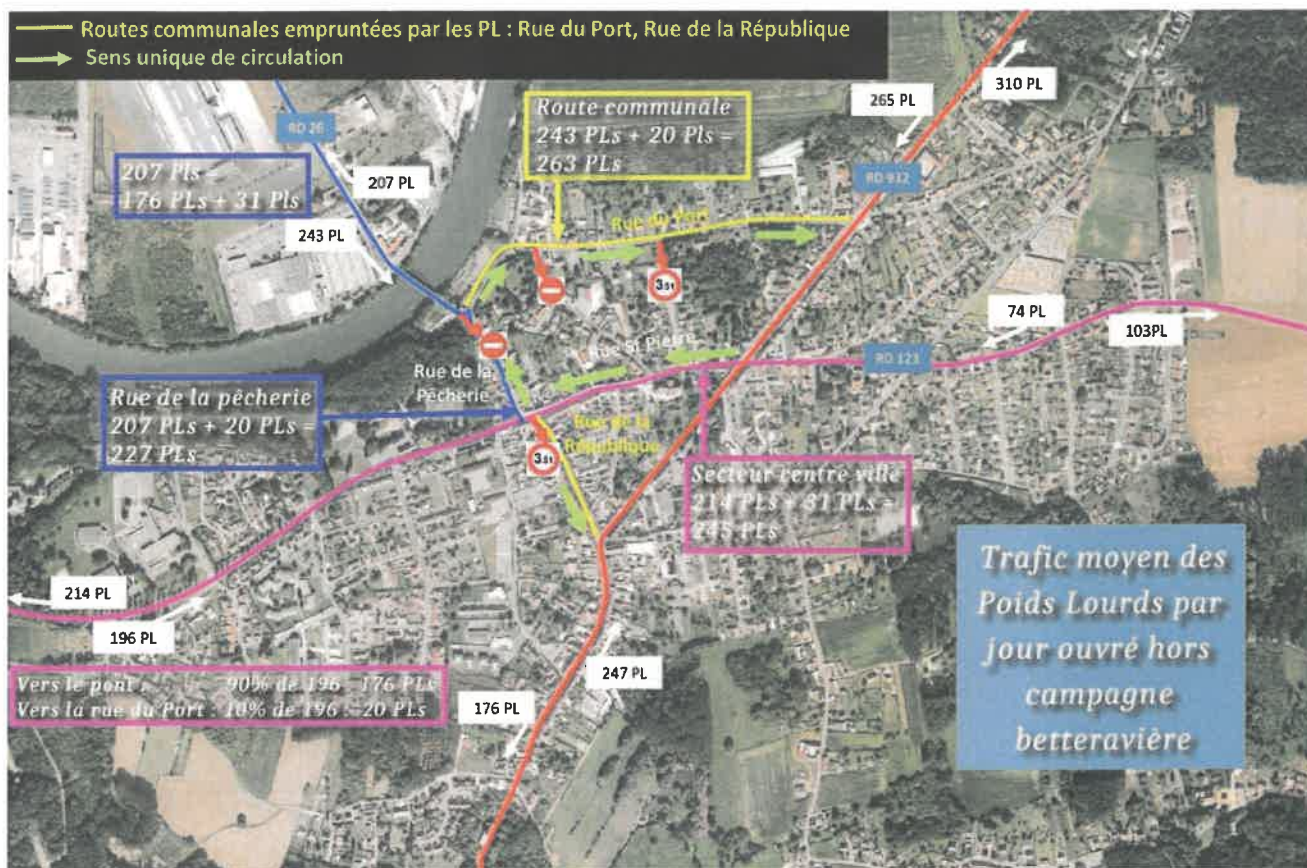 Routes communales empruntées par les PL : Rue du Port, Rue de la République
Sens unique de circulation
310 PL
265 PL
Route communale
243 PLs + 20 Pls =
263 PLs
RD 26
207 Pls =
176 PLs + 31 Pls
207 PL
243 PL
RD 932
Rue du Port
3.5t
74 PL
103PL
Rue St Pierre
RD 123
Rue de la
Pêcherie
Rue de la pêcherie
207 PLs + 20 PLs =
227 PLs
Rue de la
République
3.5t
Secteur centre ville
214 PLs + 31 PLs =
245 PLs
Trafic moyen des
Poids Lourds par
jour ouvré hors
campagne
betteravière
214 PL
196 PL
247 PL
176 PL
Vers le pont : 90% de 196 : 176 PLs
Vers la rue du Port : 10% de 196 : 20 PLs